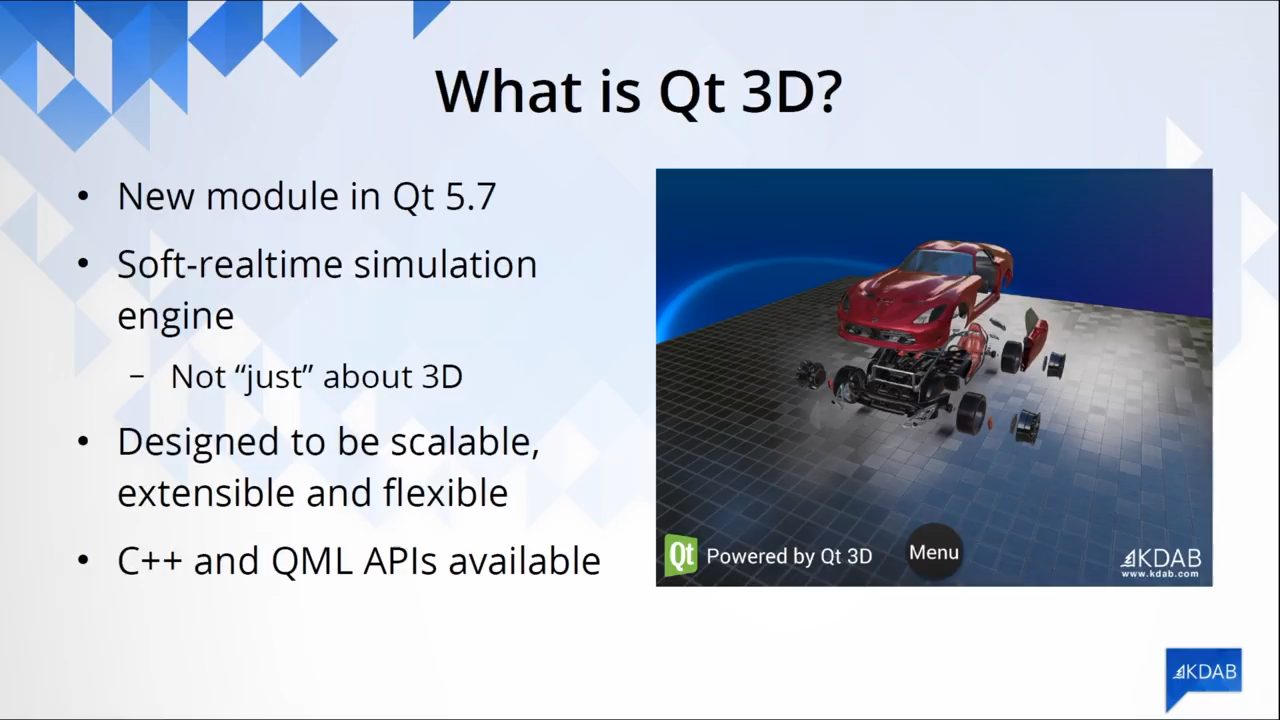 What is Qt 3D?
• New module in Qt 5.7
• Soft-realtime simulation
engine
– Not “just” about 3D
• Designed to be scalable,
extensible and flexible
• C++ and QML APIs available
Qt Powered by Qt 3D
Menu
KDAB
www.kdab.com
KDAB